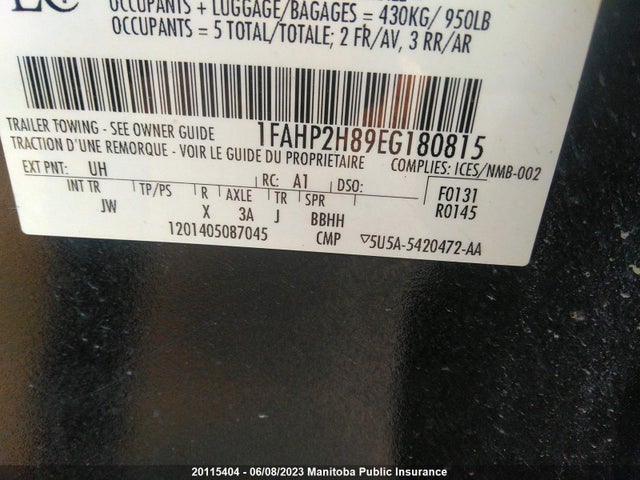 OCCUPANTS + LUGGAGE/BAGAGES = 430KG/ 950LB
OCCUPANTS = 5 TOTAL/TOTALE; 2 FR/AV, 3 RR/AR
TRAILER TOWING - SEE OWNER GUIDE 1FAHP2H89EG180815
TRACTION D'UNE REMORQUE - VOIR LE GUIDE DU PROPRIETAIRE
COMPLIES: ICES/NMB-002
EXT PNT: UH RC: A1 DSO: F0131
INT TR TP/PS R AXLE TR SPR R0145
JW X 3A J BBHH
1201405087045 CMP ▽5U5A-5420472-AA
20115404 - 06/08/2023 Manitoba Public Insurance